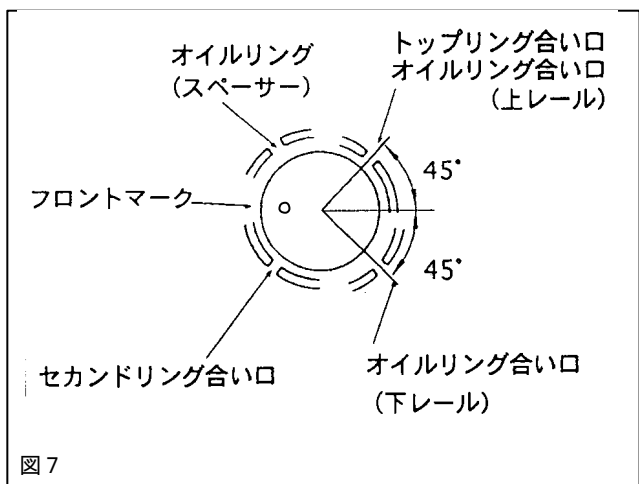 オイルリング
(スペーサー)
トップリング合い口
オイルリング合い口
(上レール)
45°
フロントマーク
45°
セカンドリング合い口
オイルリング合い口
(下レール)
図7